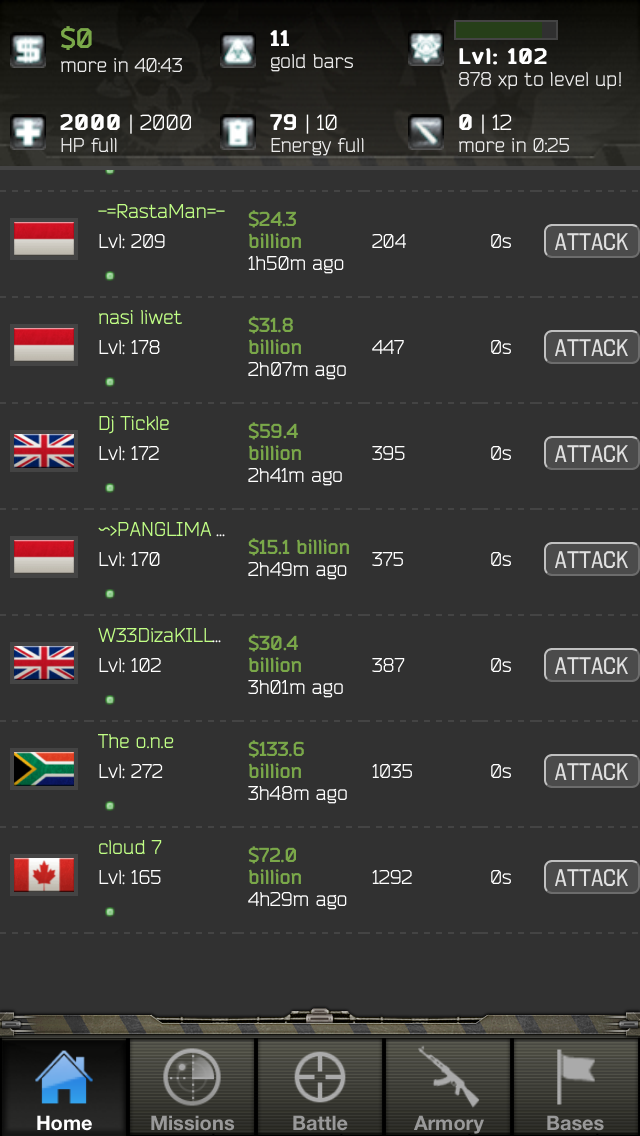 $0
more in 40:43
11
gold bars
Lvl: 102
878 xp to level up!
2000 | 2000
HP full
79 | 10
Energy full
0 | 12
more in 0:25
-=RastaMan=-
Lvl: 209
$24.3
billion
1h50m ago
204
0s
ATTACK
nasi liwet
Lvl: 178
$31.8
billion
2h07m ago
447
0s
ATTACK
Dj Tickle
Lvl: 172
$59.4
billion
2h41m ago
395
0s
ATTACK
~>PANGLIMA ...
Lvl: 170
$15.1 billion
2h49m ago
375
0s
ATTACK
W33DizaKILL...
Lvl: 102
$30.4
billion
3h01m ago
387
0s
ATTACK
The o.n.e
Lvl: 272
$133.6
billion
3h48m ago
1035
0s
ATTACK
cloud 7
Lvl: 165
$72.0
billion
4h29m ago
1292
0s
ATTACK
Home
Missions
Battle
Armory
Bases